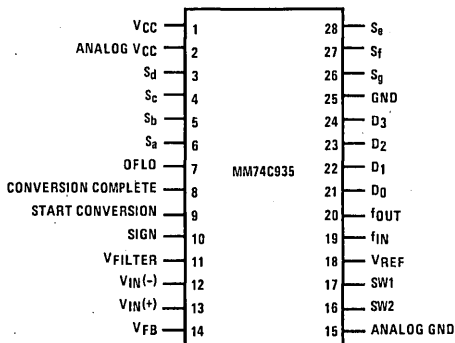 VCC 1
ANALOG VCC 2
Sd 3
Sc 4
Sb 5
Sa 6
OFLO 7
CONVERSION COMPLETE 8
START CONVERSION 9
SIGN 10
VFILTER 11
VIN(-) 12
VIN(+) 13
VFB 14
MM74C935
28 Se
27 Sf
26 Sg
25 GND
24 D3
23 D2
22 D1
21 D0
20 fOUT
19 fIN
18 VREF
17 SW1
16 SW2
15 ANALOG GND